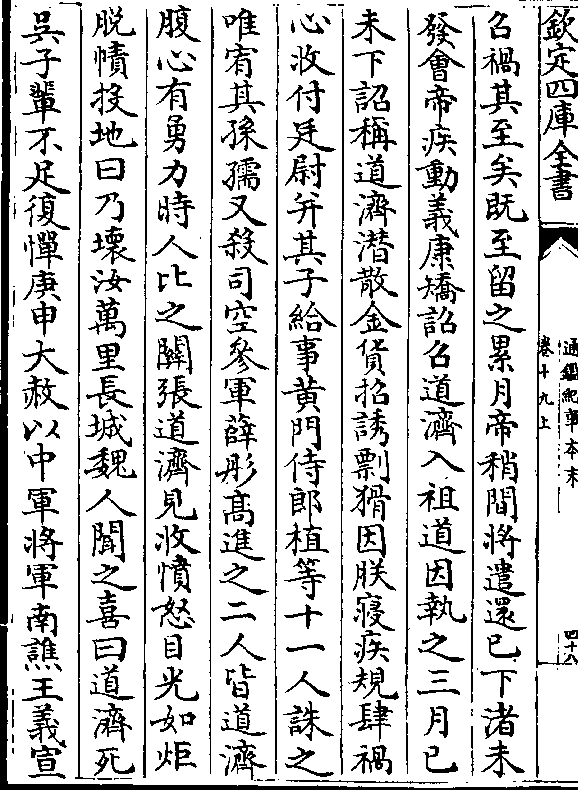 欽定四庫全書
通鑑紀事本末
卷十九上
四十八
召禍其至矣既至留之累月帝稍間將遣還已下渚未
發會帝疾動義康矯詔召道濟入祖道因執之三月已
未下詔稱道濟潛散金貨招誘剽猾因朕寢疾規肆禍
心收付廷尉并其子給事黃門侍郎植等十一人誅之
唯宥其孫孺又殺司空參軍薛彤高進之二人皆道濟
腹心有勇力時人比之關張道濟見收憤怒目光如炬
脫幘投地曰乃壞汝萬里長城魏人聞之喜曰道濟死
吳子輩不足復憚庚申大赦以中軍將軍南譙王義宣